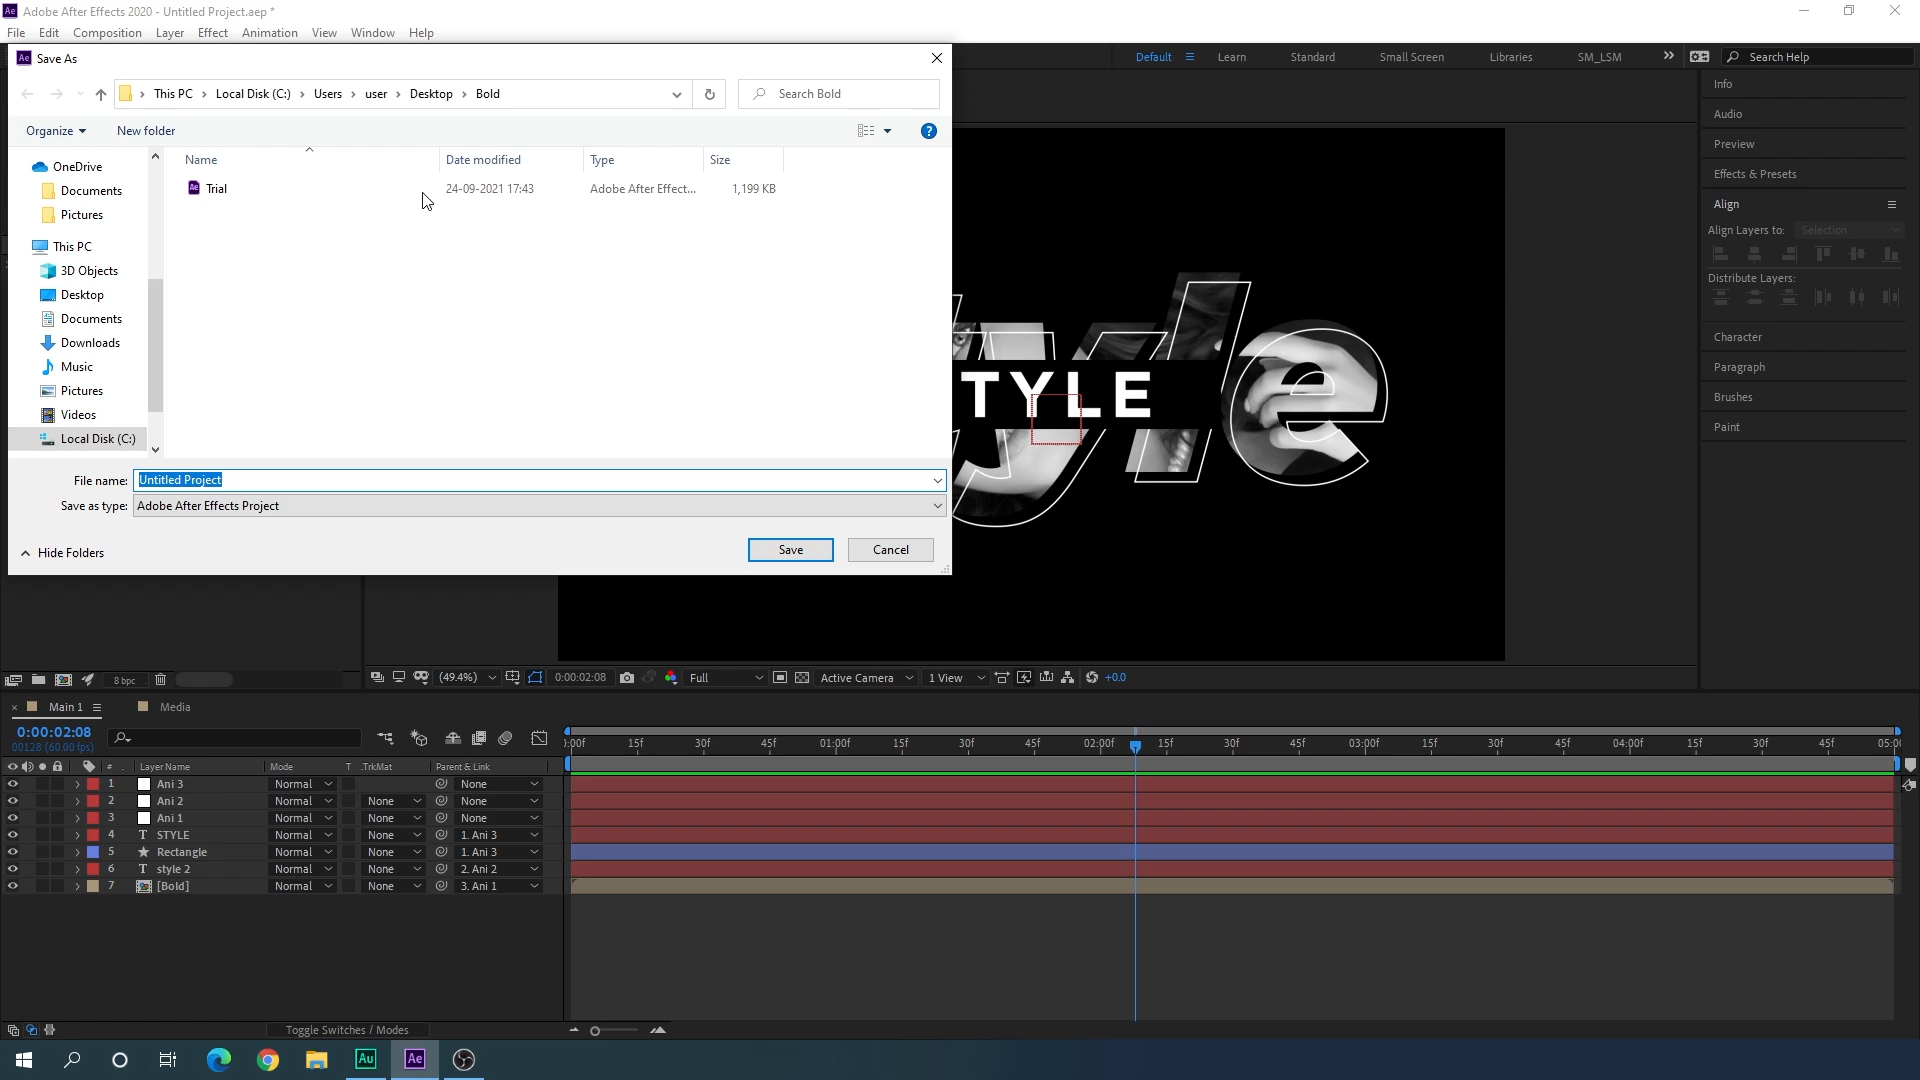 Adobe After Effects 2020 - Untitled Project.aep *
File Edit Composition Layer Effect Animation View Window Help
Save As
Default Learn Standard Small Screen Libraries SM_LSM Search Help
This PC Local Disk (C:) Users user Desktop Bold
Search Bold
Organize New folder
Name Date modified Type Size
Trial 24-09-2021 17:43 Adobe After Effect... 1,199 KB
OneDrive
Documents
Pictures
This PC
3D Objects
Desktop
Documents
Downloads
Music
Pictures
Videos
Local Disk (C:)
File name: Untitled Project
Save as type: Adobe After Effects Project
Hide Folders
Save Cancel
tyle
TYLE
Info
Audio
Preview
Effects & Presets
Align
Align Layers to: Selection
Distribute Layers:
Character
Paragraph
Brushes
Paint
8 bpc
(49.4%) 0:00:02:08 Full Active Camera 1 View +0.0
Main 1 Media
0:00:02:08
00128 (60.00 fps)
):00f 15f 30f 45f 01:00f 15f 30f 45f 02:00f 15f 30f 45f 03:00f 15f 30f 45f 04:00f 15f 30f 45f 05:00
# Layer Name Mode T .TrkMat Parent & Link
1 Ani 3 Normal None
2 Ani 2 Normal None None
3 Ani 1 Normal None None
4 T STYLE Normal None 1. Ani 3
5 Rectangle Normal None 1. Ani 3
6 T style 2 Normal None 2. Ani 2
7 [Bold] Normal None 3. Ani 1
Toggle Switches / Modes
Au Ae